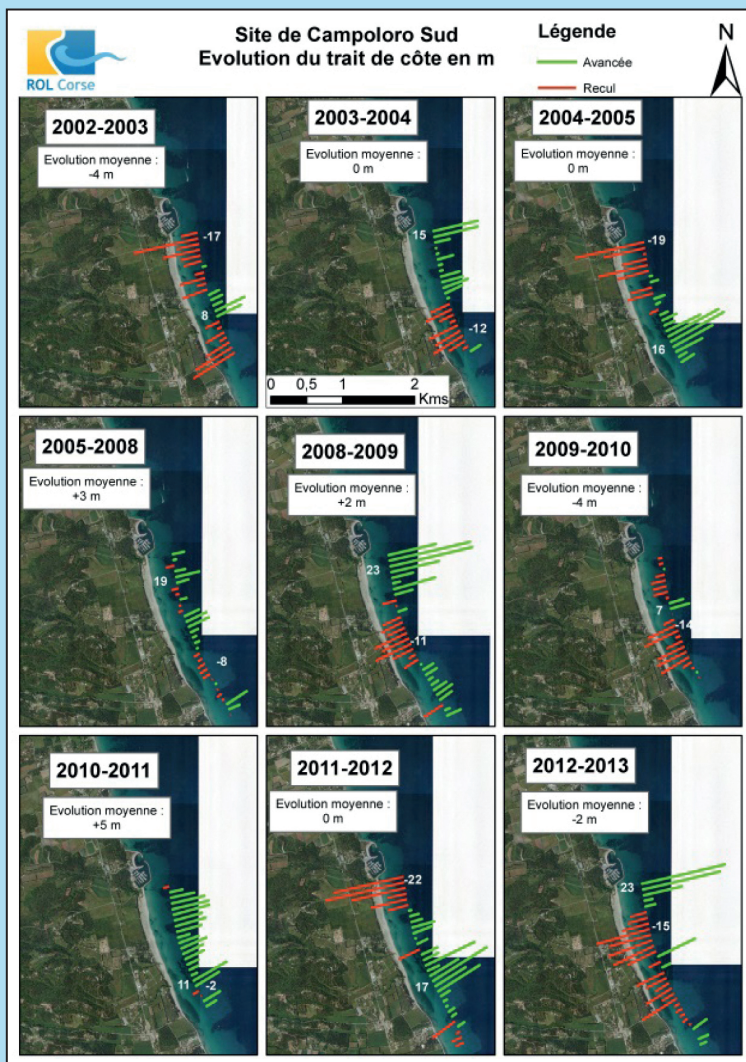 ROL Corse
Site de Campoloro Sud
Evolution du trait de côte en m
Légende
Avancée
Recul
N
2002-2003
Evolution moyenne :
-4 m
-17
8
2003-2004
Evolution moyenne :
0 m
15
-12
0 0,5 1 2
Kms
2004-2005
Evolution moyenne :
0 m
-19
16
2005-2008
Evolution moyenne :
+3 m
19
-8
2008-2009
Evolution moyenne :
+2 m
23
-11
2009-2010
Evolution moyenne :
-4 m
7
-14
2010-2011
Evolution moyenne :
+5 m
11
-2
2011-2012
Evolution moyenne :
0 m
-22
17
2012-2013
Evolution moyenne :
-2 m
23
-15